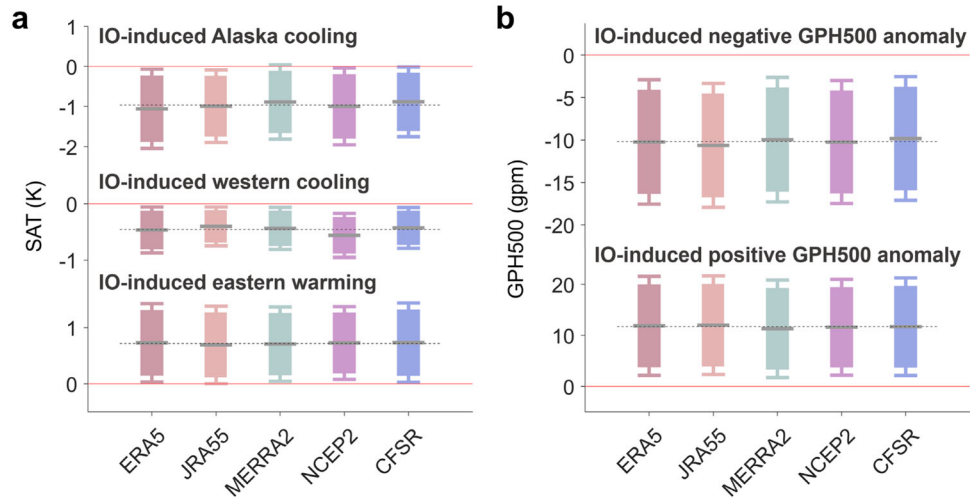 a
IO-induced Alaska cooling
0
-1
-2
IO-induced western cooling
0
-1
IO-induced eastern warming
1
0
SAT (K)
ERA5
JRA55
MERRA2
NCEP2
CFSR
b
IO-induced negative GPH500 anomaly
0
-5
-10
-15
-20
IO-induced positive GPH500 anomaly
20
10
0
GPH500 (gpm)
ERA5
JRA55
MERRA2
NCEP2
CFSR